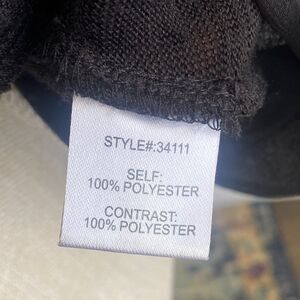 STYLE#:34111
SELF:
100% POLYESTER
CONTRAST:
100% POLYESTER